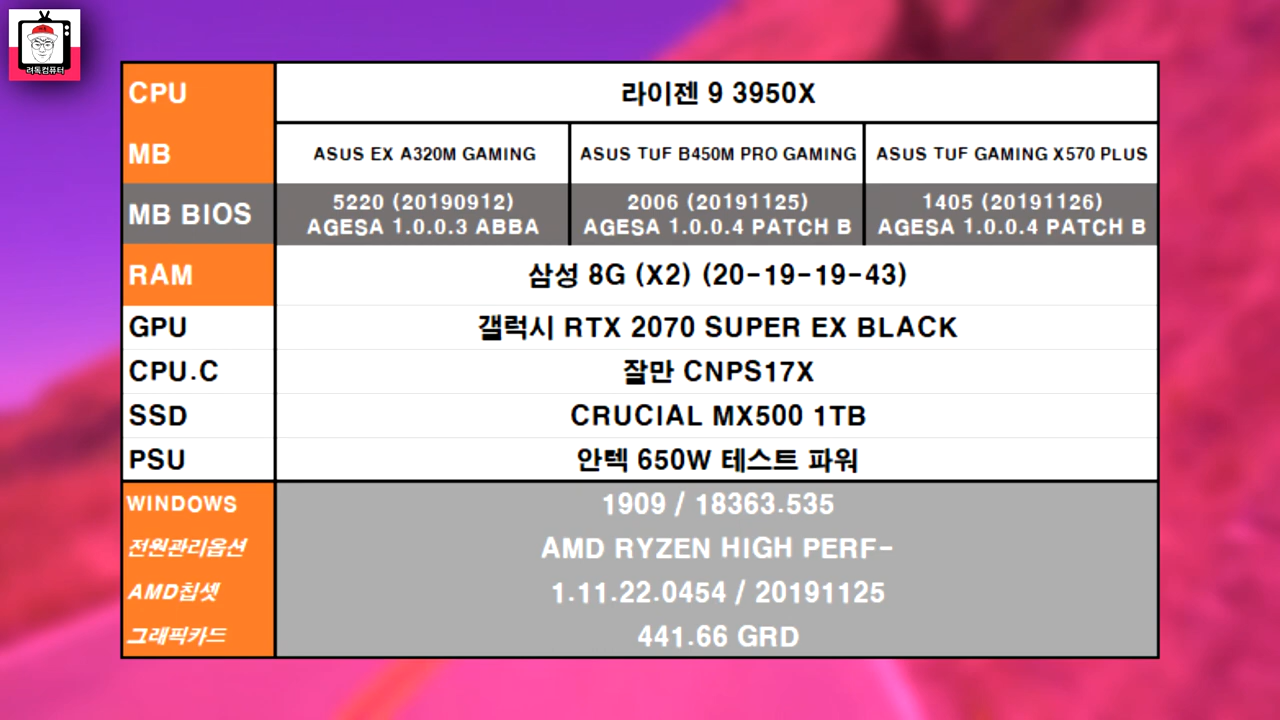 려독컴퓨터
CPU
라이젠 9 3950X
MB
ASUS EX A320M GAMING
ASUS TUF B450M PRO GAMING
ASUS TUF GAMING X570 PLUS
MB BIOS
5220 (20190912)
AGESA 1.0.0.3 ABBA
2006 (20191125)
AGESA 1.0.0.4 PATCH B
1405 (20191126)
AGESA 1.0.0.4 PATCH B
RAM
삼성 8G (X2) (20-19-19-43)
GPU
갤럭시 RTX 2070 SUPER EX BLACK
CPU.C
잘만 CNPS17X
SSD
CRUCIAL MX500 1TB
PSU
안텍 650W 테스트 파워
WINDOWS
1909 / 18363.535
전원관리옵션
AMD RYZEN HIGH PERF-
AMD칩셋
1.11.22.0454 / 20191125
그래픽카드
441.66 GRD